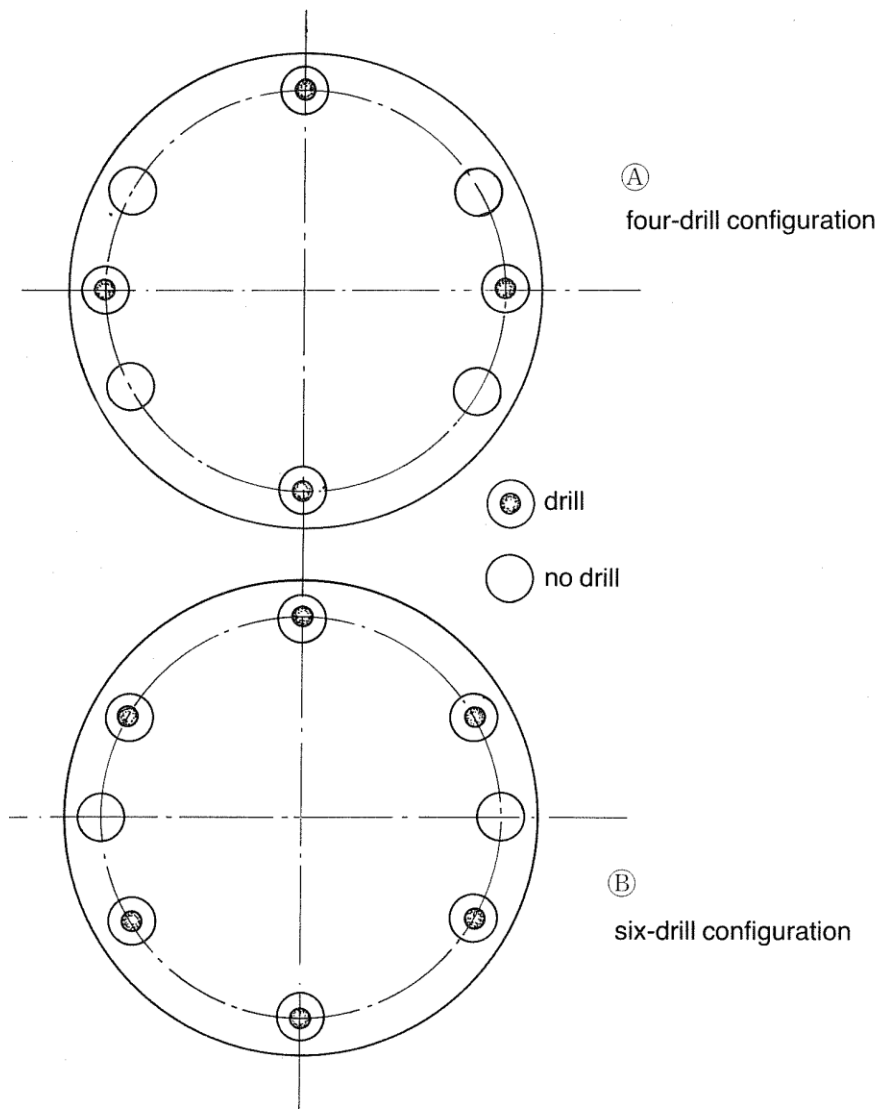 Ⓐ
four-drill configuration
drill
no drill
Ⓑ
six-drill configuration